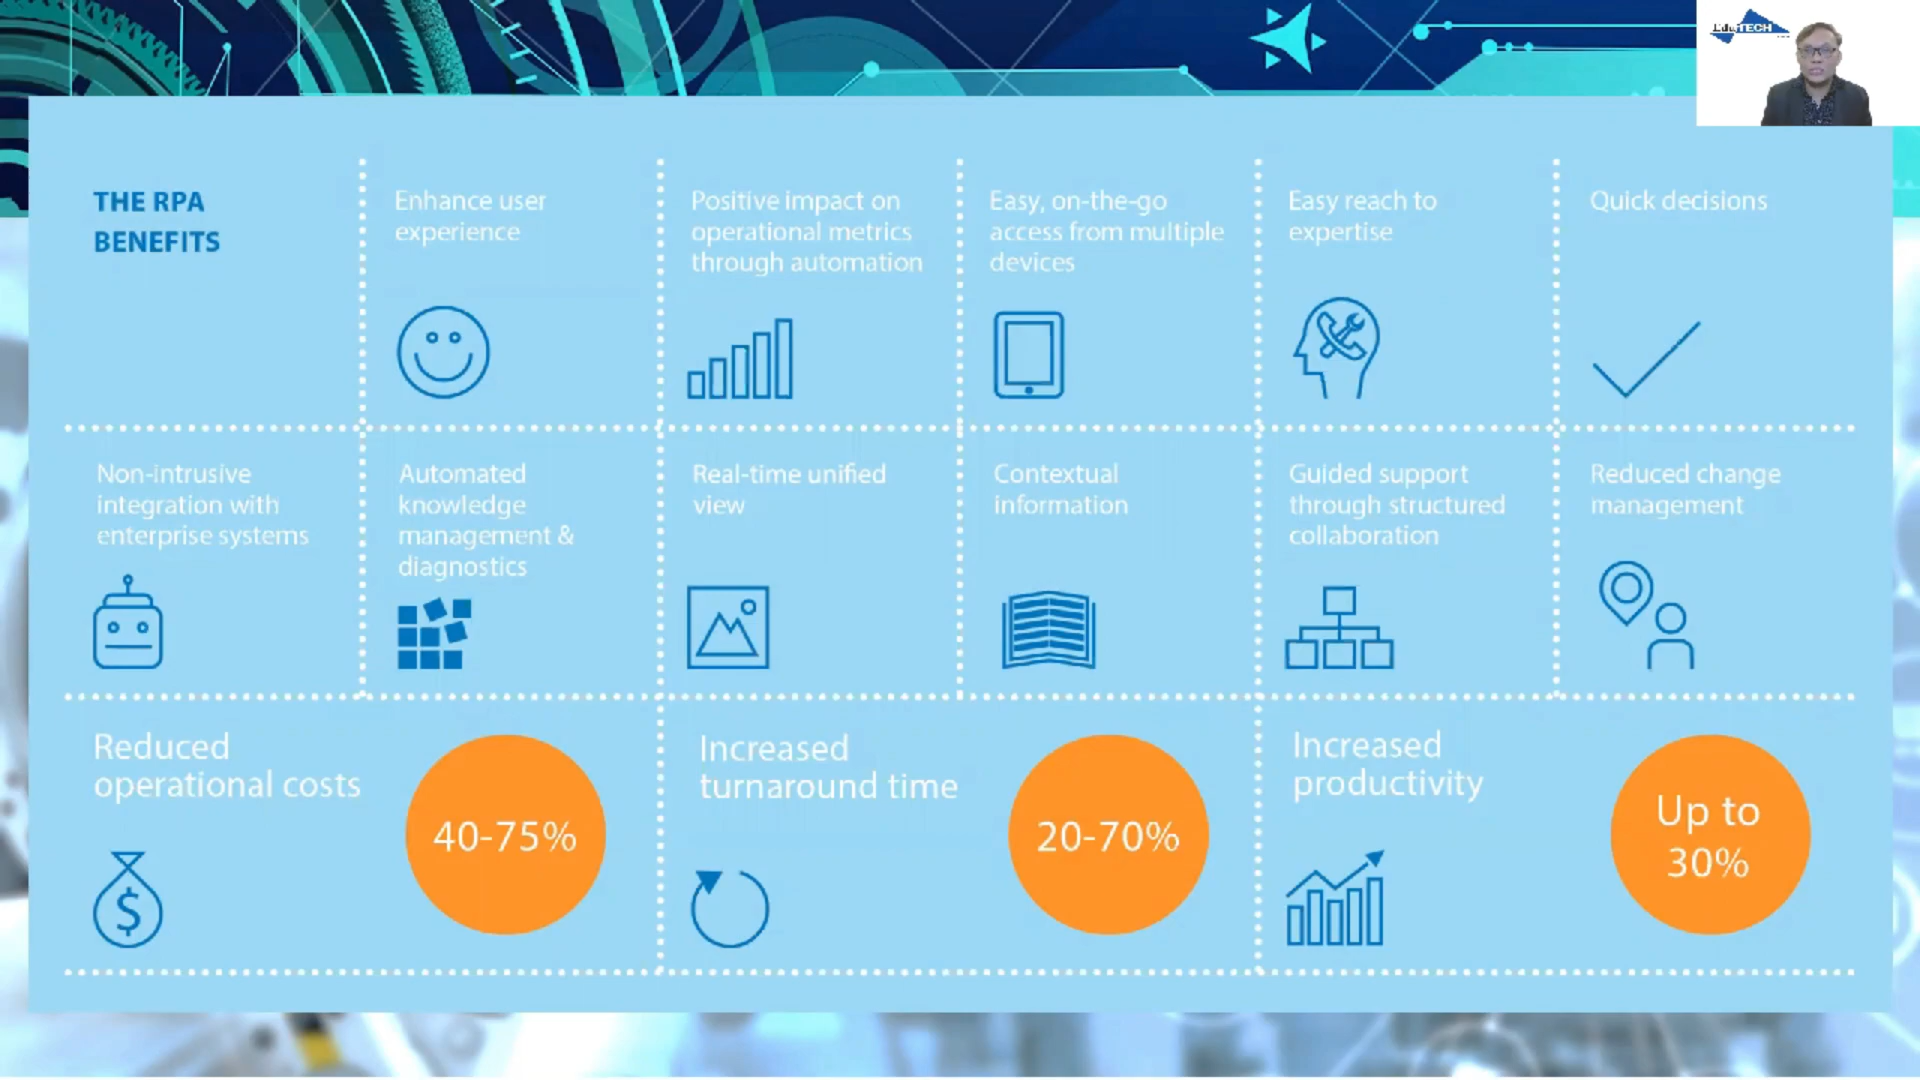 EduTECH
THE RPA
BENEFITS
Enhance user
experience
Positive impact on
operational metrics
through automation
Easy, on-the-go
access from multiple
devices
Easy reach to
expertise
Quick decisions
Non-intrusive
integration with
enterprise systems
Automated
knowledge
management &
diagnostics
Real-time unified
view
Contextual
information
Guided support
through structured
collaboration
Reduced change
management
Reduced
operational costs
$
40-75%
Increased
turnaround time
20-70%
Increased
productivity
Up to
30%